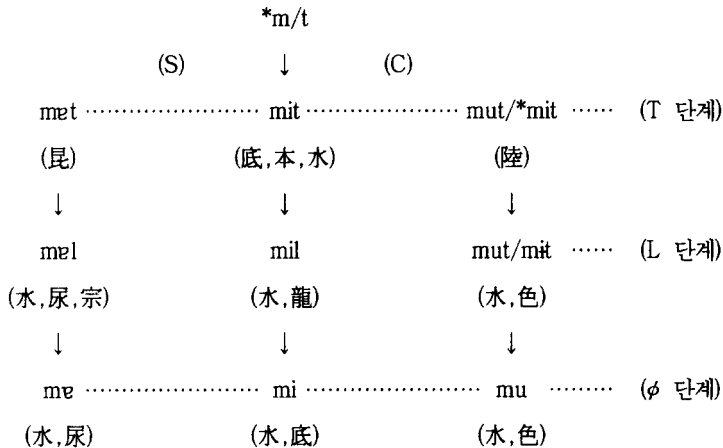 *m/t
(S) ↓ (C)
mɐt ························ mit ························ mut/*mit ······ (T 단계)
(昆) (底,本,水) (陸)
↓ ↓ ↓
mɐl mil mut/mɨt ······ (L 단계)
(水,尿,宗) (水,龍) (水,色)
↓ ↓ ↓
mɐ ························ mi ························ mu ········· (ϕ 단계)
(水,尿) (水,底) (水,色)